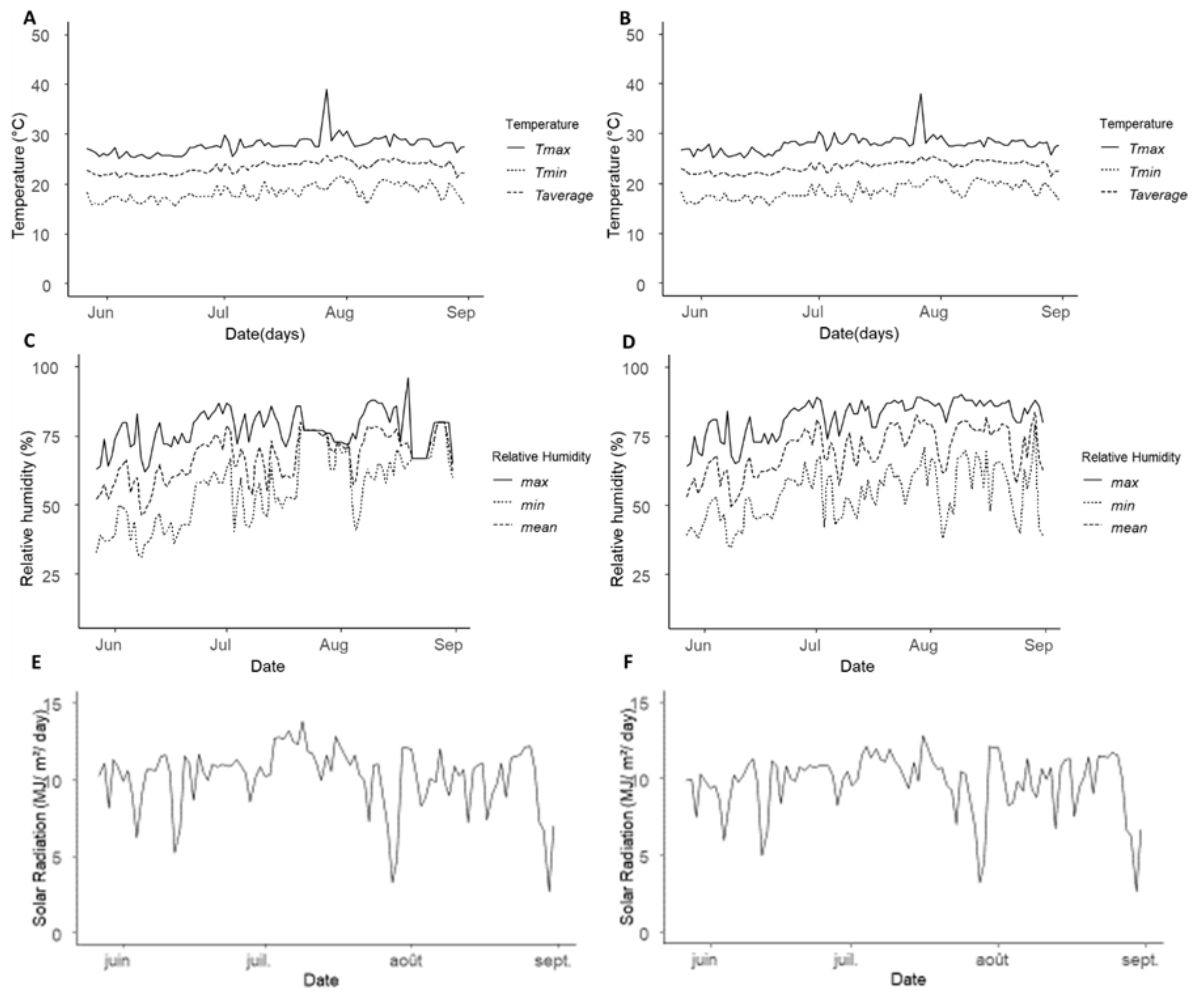 A
50
40
30
20
10
0
Temperature (°C)
Jun
Jul
Aug
Sep
Date(days)
Temperature
Tmax
Tmin
Taverage
B
50
40
30
20
10
0
Temperature (°C)
Jun
Jul
Aug
Sep
Date(days)
Temperature
Tmax
Tmin
Taverage
C
100
75
50
25
Relative humidity (%)
Jun
Jul
Aug
Sep
Date
Relative Humidity
max
min
mean
D
100
75
50
25
Relative humidity (%)
Jun
Jul
Aug
Sep
Date
Relative Humidity
max
min
mean
E
15
10
5
0
Solar Radiation (MJ/ m²/ day)
juin
juil.
août
sept.
Date
F
15
10
5
0
Solar Radiation (MJ/ m²/ day)
juin
juil.
août
sept.
Date